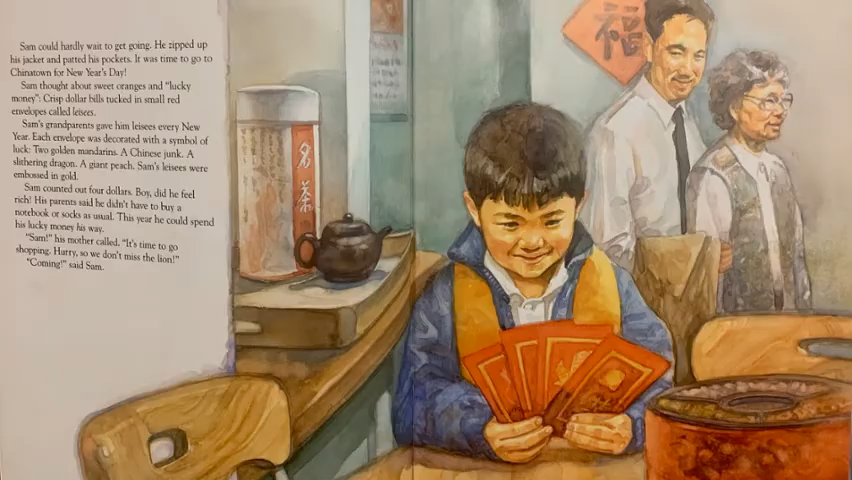 Sam could hardly wait to get going. He zipped up
his jacket and patted his pockets. It was time to go to
Chinatown for New Year's Day!
Sam thought about sweet oranges and "lucky
money": Crisp dollar bills tucked in small red
envelopes called leisees.
Sam's grandparents gave him leisees every New
Year. Each envelope was decorated with a symbol of
luck: Two golden mandarins. A Chinese junk. A
slithering dragon. A giant peach. Sam's leisees were
embossed in gold.
Sam counted out four dollars. Boy, did he feel
rich! His parents said he didn't have to buy a
notebook or socks as usual. This year he could spend
his lucky money his way.
"Sam!" his mother called. "It's time to go
shopping. Hurry, so we don't miss the lion!"
"Coming!" said Sam.
名茶
福